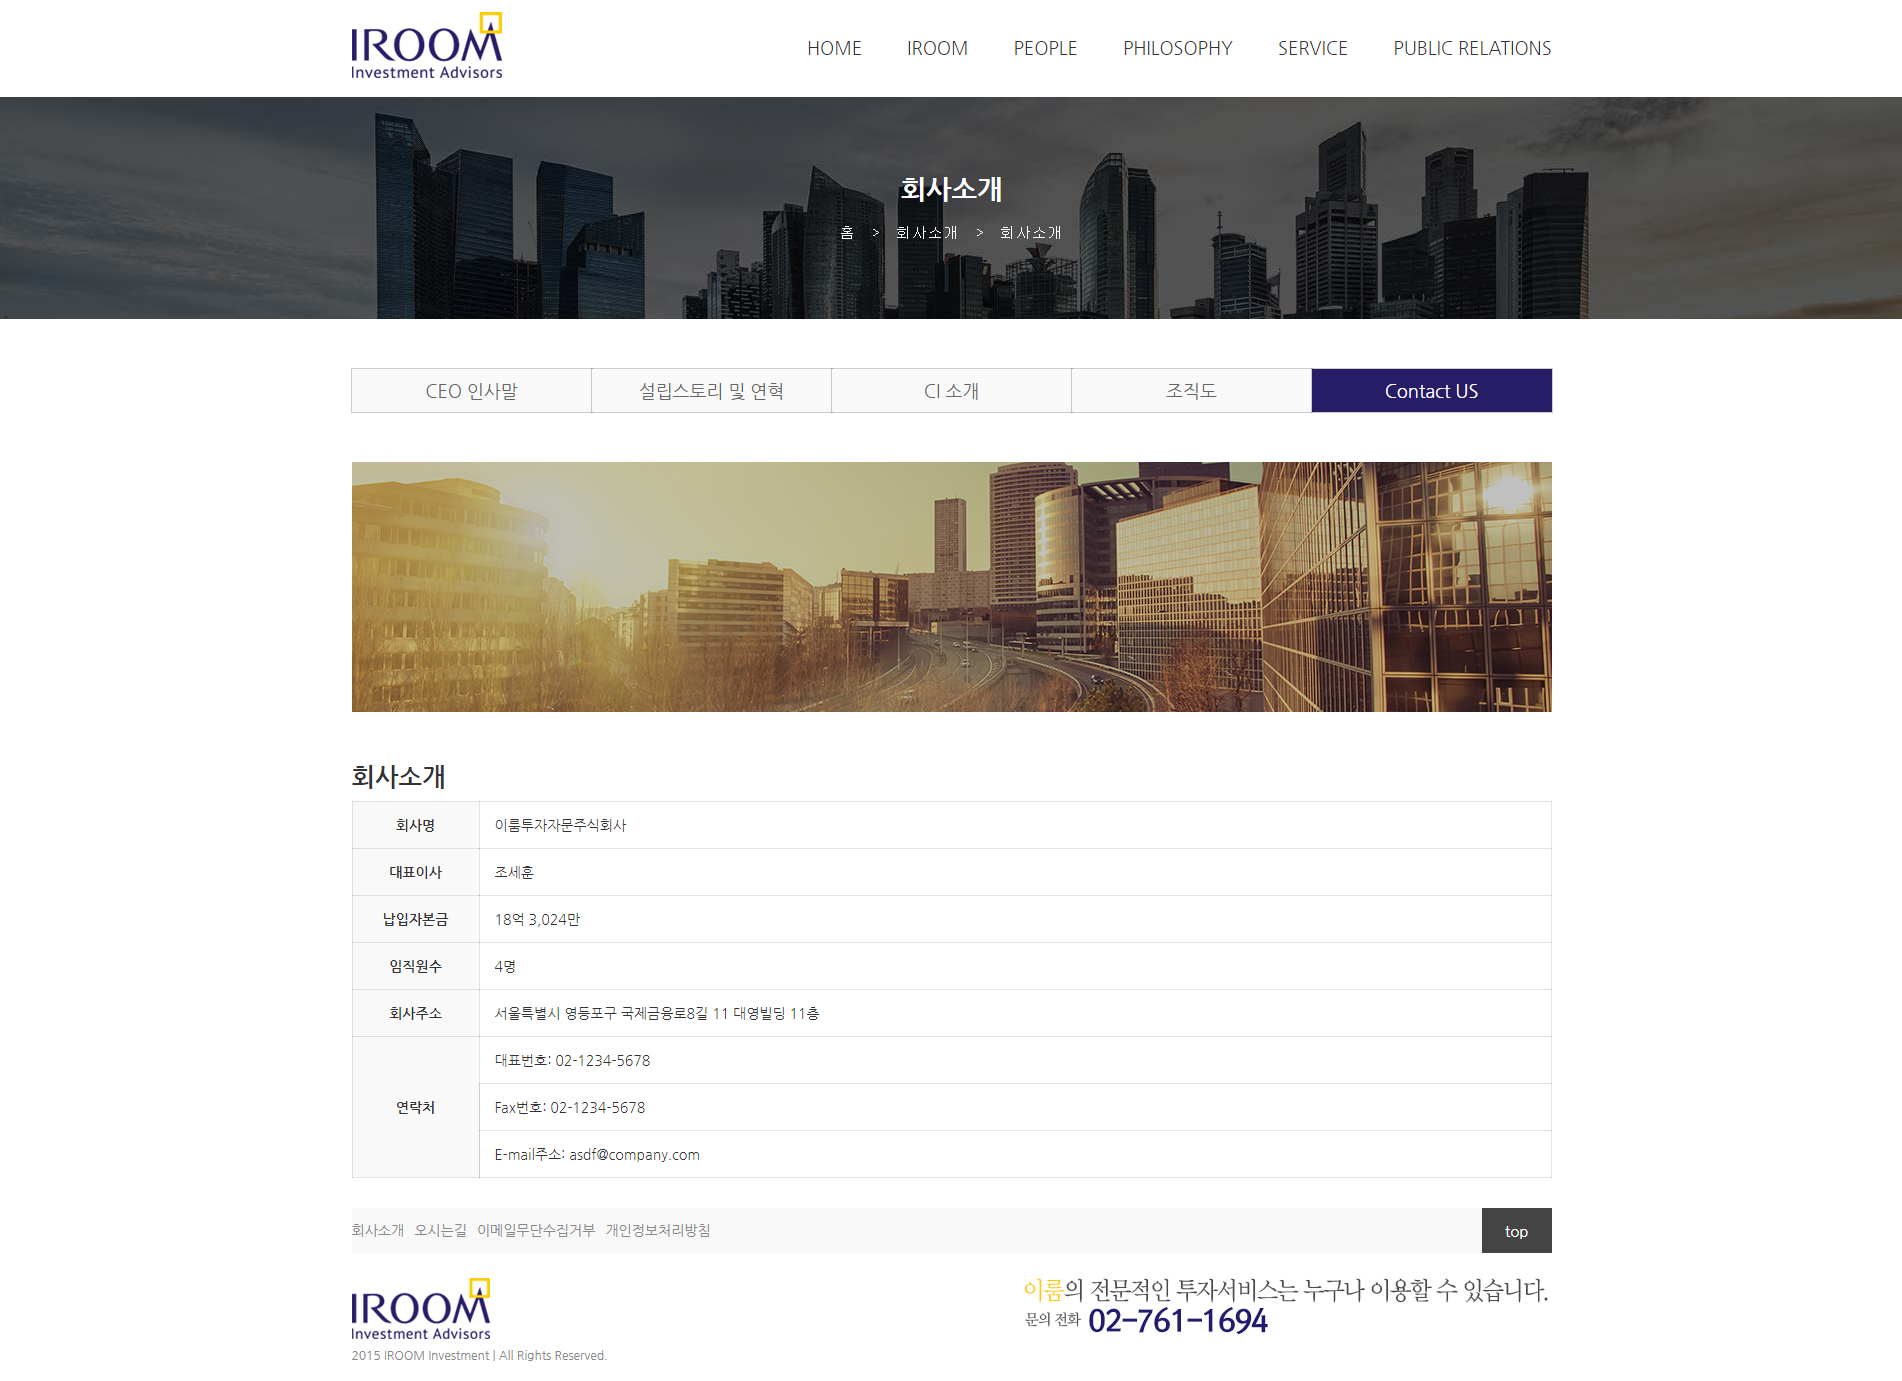 IROOM
Investment Advisors
HOME IROOM PEOPLE PHILOSOPHY SERVICE PUBLIC RELATIONS
회사소개
홈 > 회사소개 > 회사소개
CEO 인사말 설립스토리 및 연혁 CI 소개 조직도 Contact US
회사소개
회사명 이룸투자자문주식회사
대표이사 조세훈
납입자본금 18억 3,024만
임직원수 4명
회사주소 서울특별시 영등포구 국제금융로8길 11 대영빌딩 11층
연락처
대표번호: 02-1234-5678
Fax번호: 02-1234-5678
E-mail주소: asdf@company.com
회사소개 오시는길 이메일무단수집거부 개인정보처리방침 top
IROOM
Investment Advisors
이룸의 전문적인 투자서비스는 누구나 이용할 수 있습니다.
문의 전화 02-761-1694
2015 IROOM Investment | All Rights Reserved.